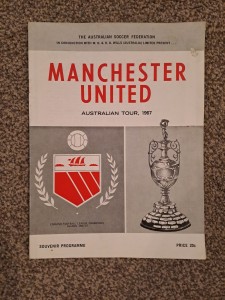 THE AUSTRALIAN SOCCER FEDERATION
MANCHESTER
UNITED
AUSTRALIAN TOUR, 1967
SOUVENIR PROGRAMME
PRICE 20c